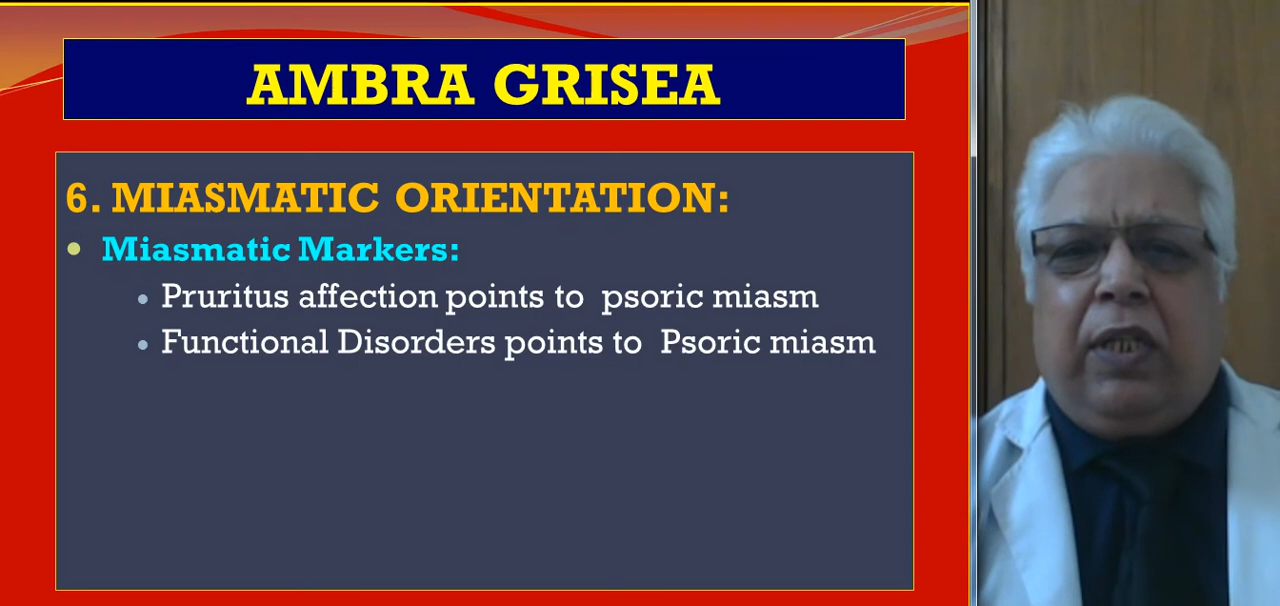 AMBRA GRISEA
6. MIASMATIC ORIENTATION:
Miasmatic Markers:
Pruritus affection points to psoric miasm
Functional Disorders points to Psoric miasm